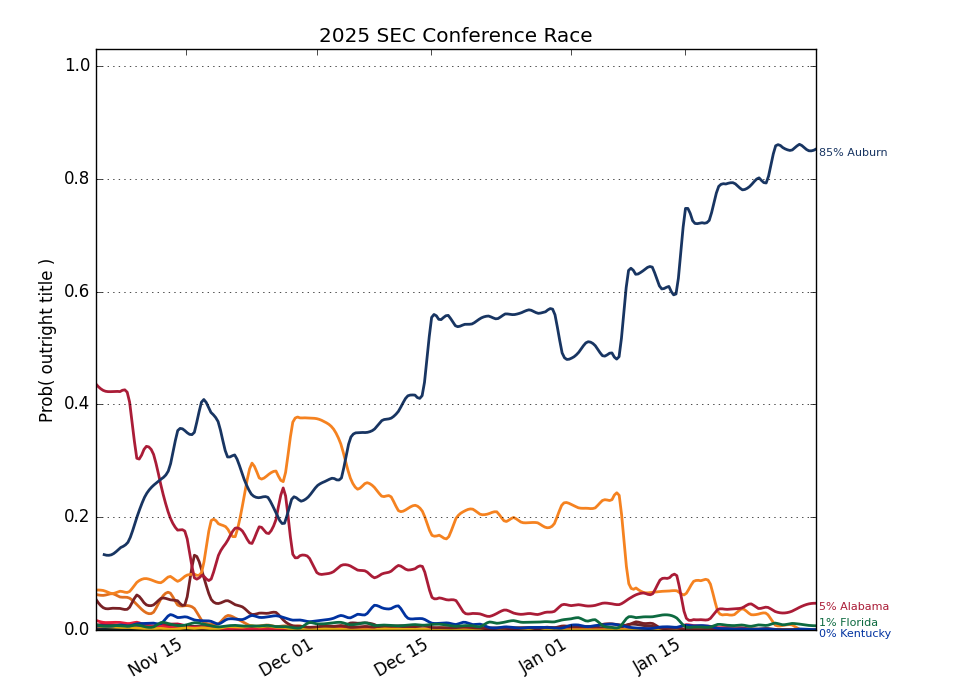 2025 SEC Conference Race
Prob( outright title )
1.0
0.8
0.6
0.4
0.2
0.0
85% Auburn
5% Alabama
1% Florida
0% Kentucky
Nov 15
Dec 01
Dec 15
Jan 01
Jan 15